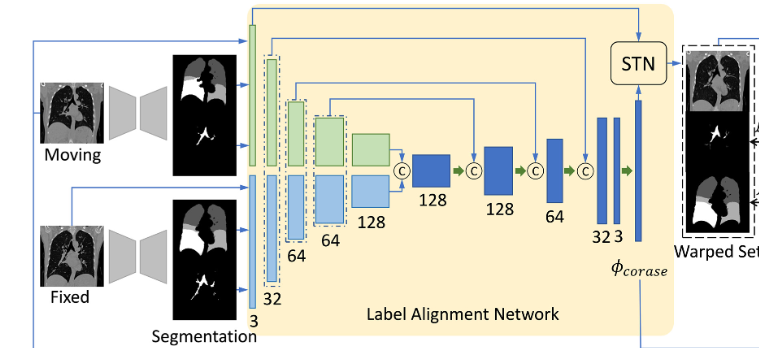 STN
Moving
C
C
C
C
128
128
128
64
64
64
32
3
32
3
ϕcorase
Warped Set
Fixed
Segmentation
Label Alignment Network